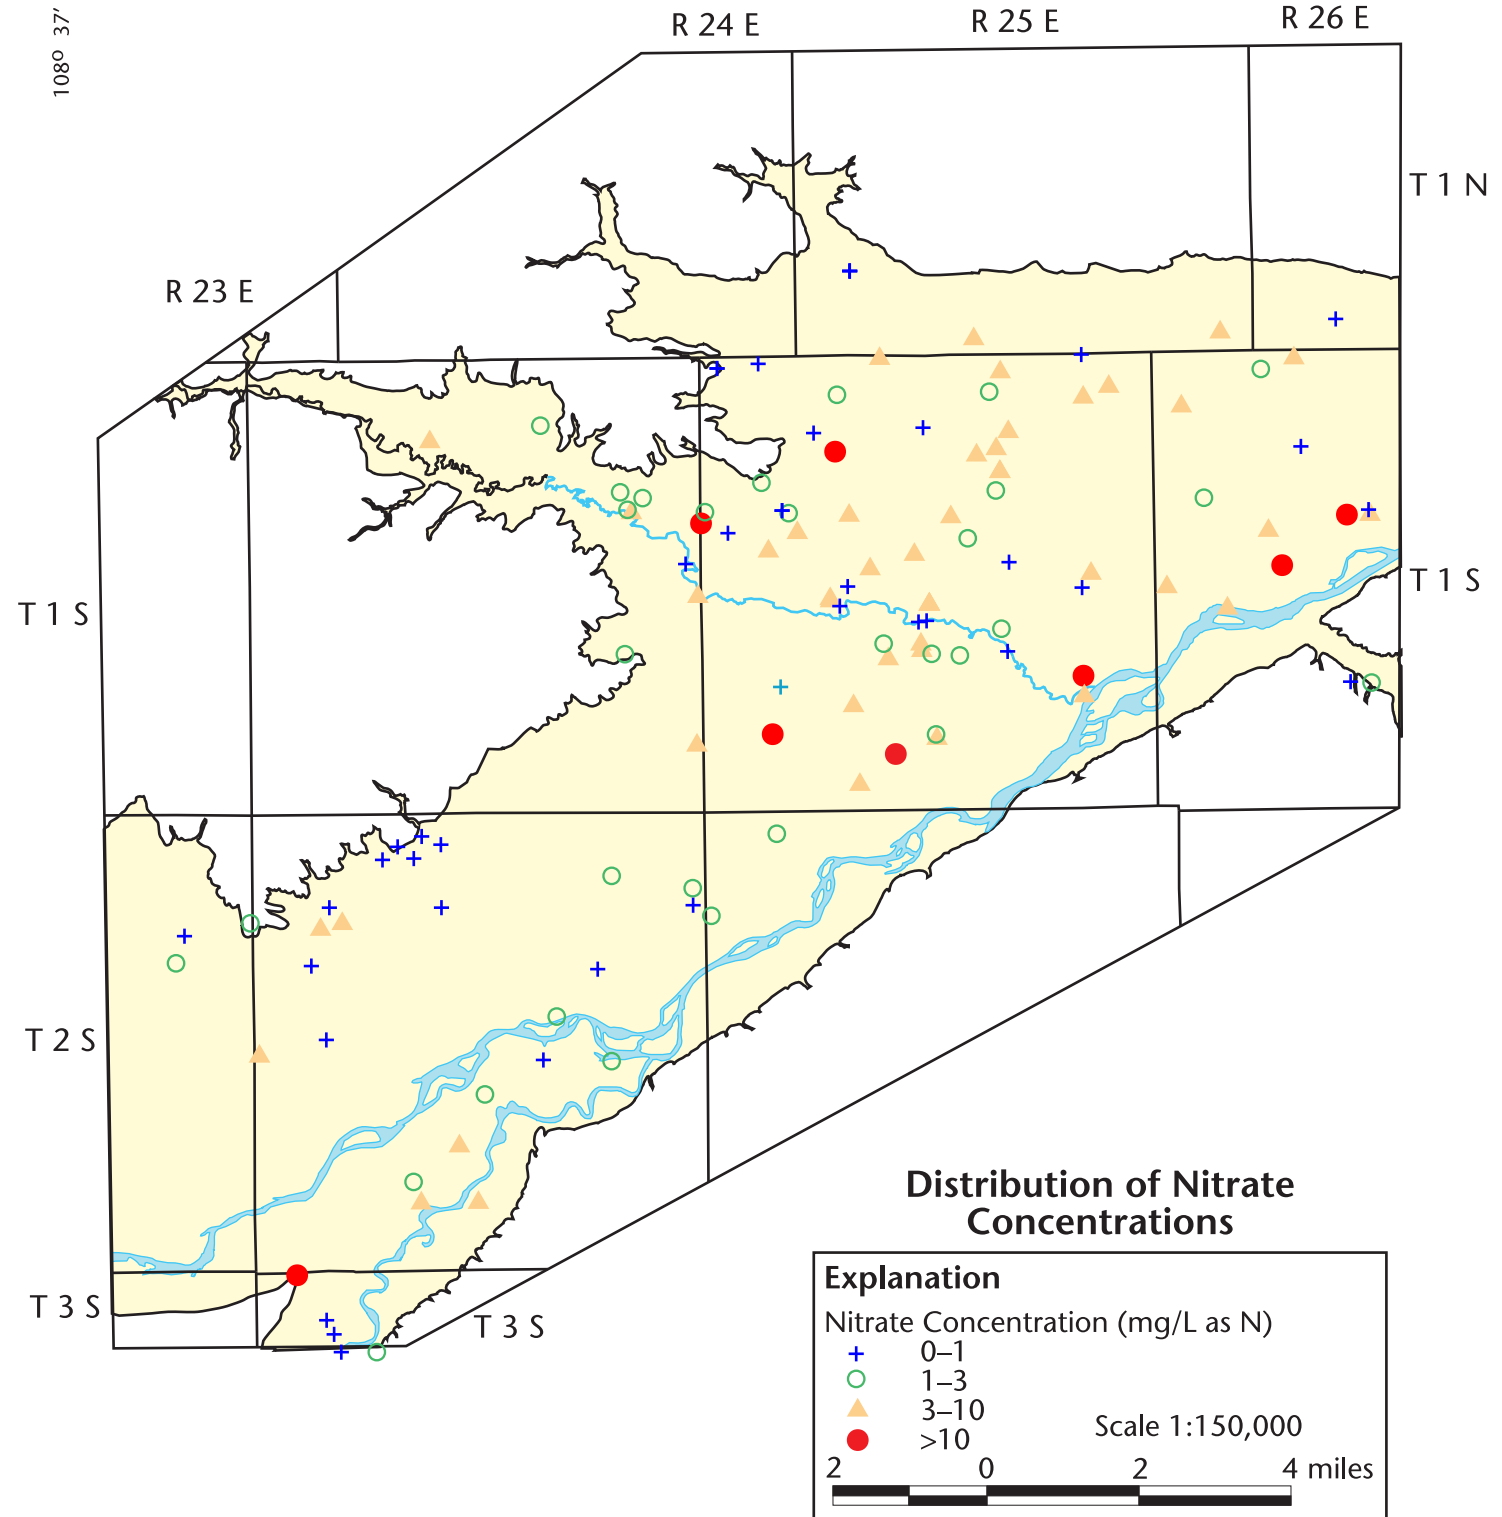 108º 37′
R 24 E
R 25 E
R 26 E
T 1 N
R 23 E
T 1 S
T 1 S
T 2 S
T 3 S
T 3 S
Distribution of Nitrate
Concentrations
Explanation
Nitrate Concentration (mg/L as N)
0–1
1–3
3–10
>10
Scale 1:150,000
2 0 2 4 miles